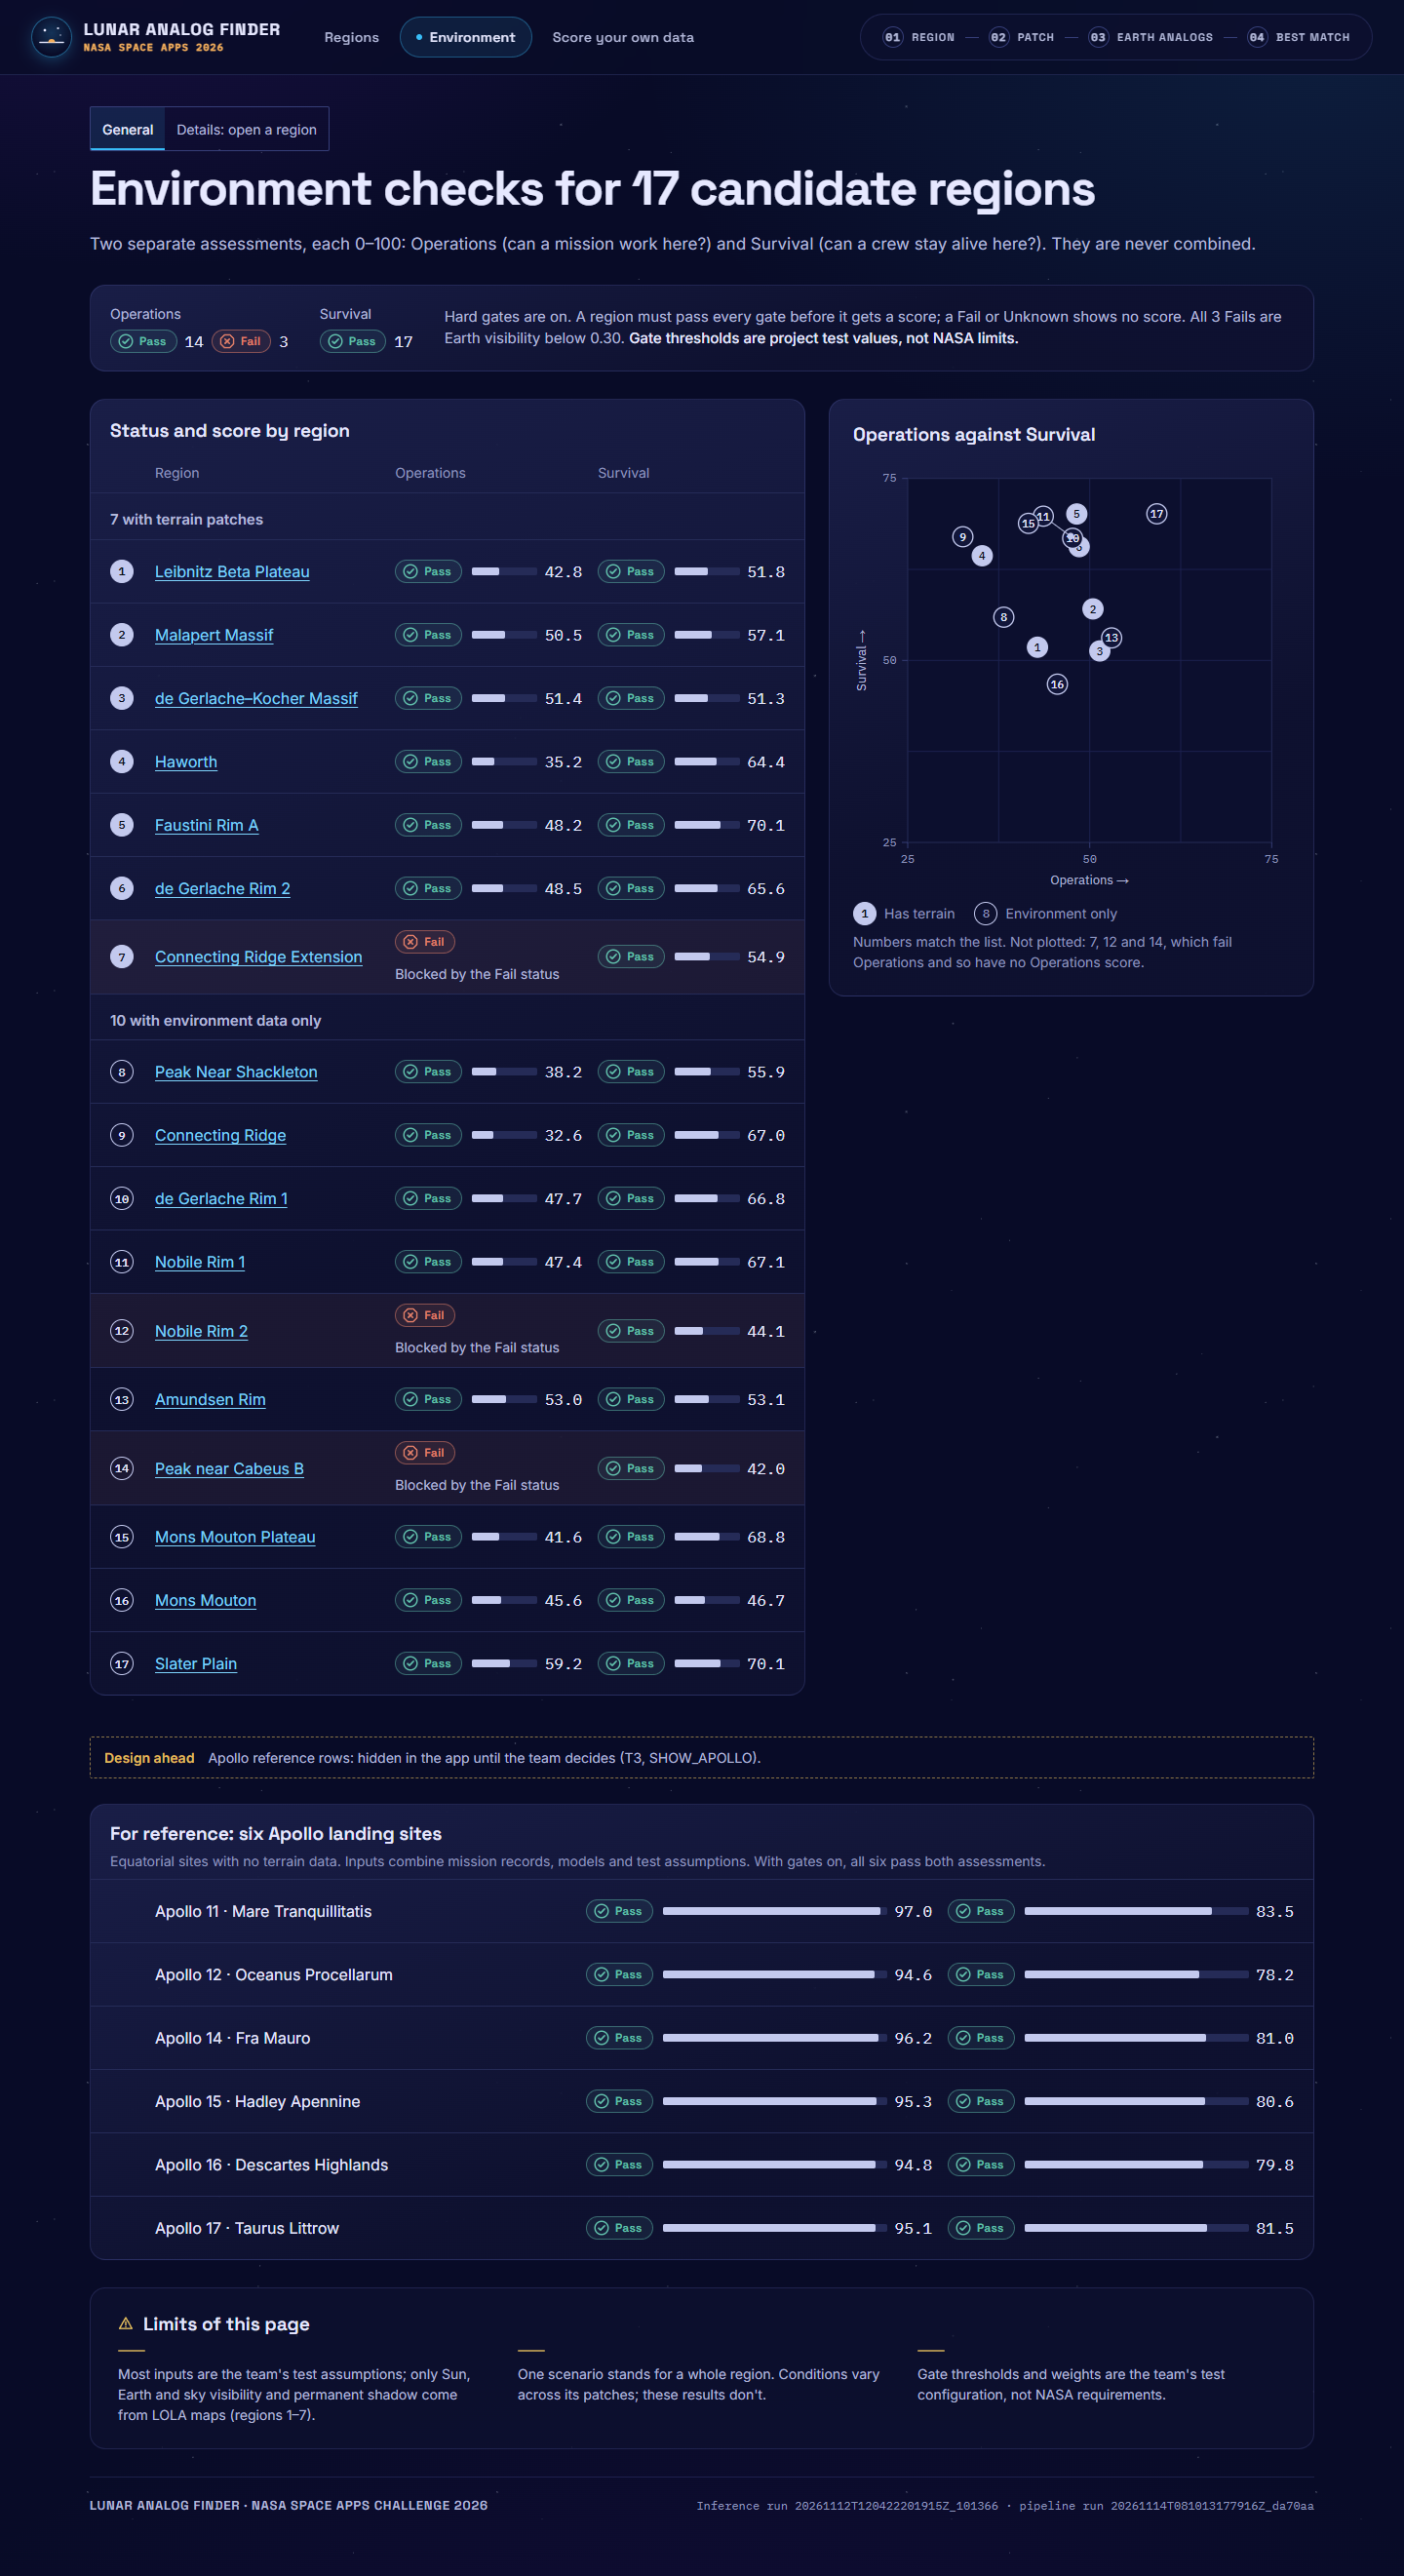 LUNAR ANALOG FINDER
NASA SPACE APPS 2026
Regions
Environment
Score your own data
01 REGION — 02 PATCH — 03 EARTH ANALOGS — 04 BEST MATCH
General
Details: open a region
Environment checks for 17 candidate regions
Two separate assessments, each 0–100: Operations (can a mission work here?) and Survival (can a crew stay alive here?). They are never combined.
Operations
Pass 14 Fail 3
Survival
Pass 17
Hard gates are on. A region must pass every gate before it gets a score; a Fail or Unknown shows no score. All 3 Fails are
Earth visibility below 0.30. Gate thresholds are project test values, not NASA limits.
Status and score by region
Region Operations Survival
7 with terrain patches
1 Leibnitz Beta Plateau Pass 42.8 Pass 51.8
2 Malapert Massif Pass 50.5 Pass 57.1
3 de Gerlache–Kocher Massif Pass 51.4 Pass 51.3
4 Haworth Pass 35.2 Pass 64.4
5 Faustini Rim A Pass 48.2 Pass 70.1
6 de Gerlache Rim 2 Pass 48.5 Pass 65.6
7 Connecting Ridge Extension Fail Blocked by the Fail status Pass 54.9
10 with environment data only
8 Peak Near Shackleton Pass 38.2 Pass 55.9
9 Connecting Ridge Pass 32.6 Pass 67.0
10 de Gerlache Rim 1 Pass 47.7 Pass 66.8
11 Nobile Rim 1 Pass 47.4 Pass 67.1
12 Nobile Rim 2 Fail Blocked by the Fail status Pass 44.1
13 Amundsen Rim Pass 53.0 Pass 53.1
14 Peak near Cabeus B Fail Blocked by the Fail status Pass 42.0
15 Mons Mouton Plateau Pass 41.6 Pass 68.8
16 Mons Mouton Pass 45.6 Pass 46.7
17 Slater Plain Pass 59.2 Pass 70.1
Operations against Survival
75
15 11 5 17
9 4 10 6
8 2
1 3 13
Survival →
50
16
25
25 50 75
Operations →
1 Has terrain 8 Environment only
Numbers match the list. Not plotted: 7, 12 and 14, which fail
Operations and so have no Operations score.
Design ahead Apollo reference rows: hidden in the app until the team decides (T3, SHOW_APOLLO).
For reference: six Apollo landing sites
Equatorial sites with no terrain data. Inputs combine mission records, models and test assumptions. With gates on, all six pass both assessments.
Apollo 11 · Mare Tranquillitatis Pass 97.0 Pass 83.5
Apollo 12 · Oceanus Procellarum Pass 94.6 Pass 78.2
Apollo 14 · Fra Mauro Pass 96.2 Pass 81.0
Apollo 15 · Hadley Apennine Pass 95.3 Pass 80.6
Apollo 16 · Descartes Highlands Pass 94.8 Pass 79.8
Apollo 17 · Taurus Littrow Pass 95.1 Pass 81.5
Limits of this page
Most inputs are the team's test assumptions; only Sun,
Earth and sky visibility and permanent shadow come
from LOLA maps (regions 1–7).
One scenario stands for a whole region. Conditions vary
across its patches; these results don't.
Gate thresholds and weights are the team's test
configuration, not NASA requirements.
LUNAR ANALOG FINDER · NASA SPACE APPS CHALLENGE 2026
Inference run 20261112T120422201915Z_101366 · pipeline run 20261114T081013177916Z_da70aa